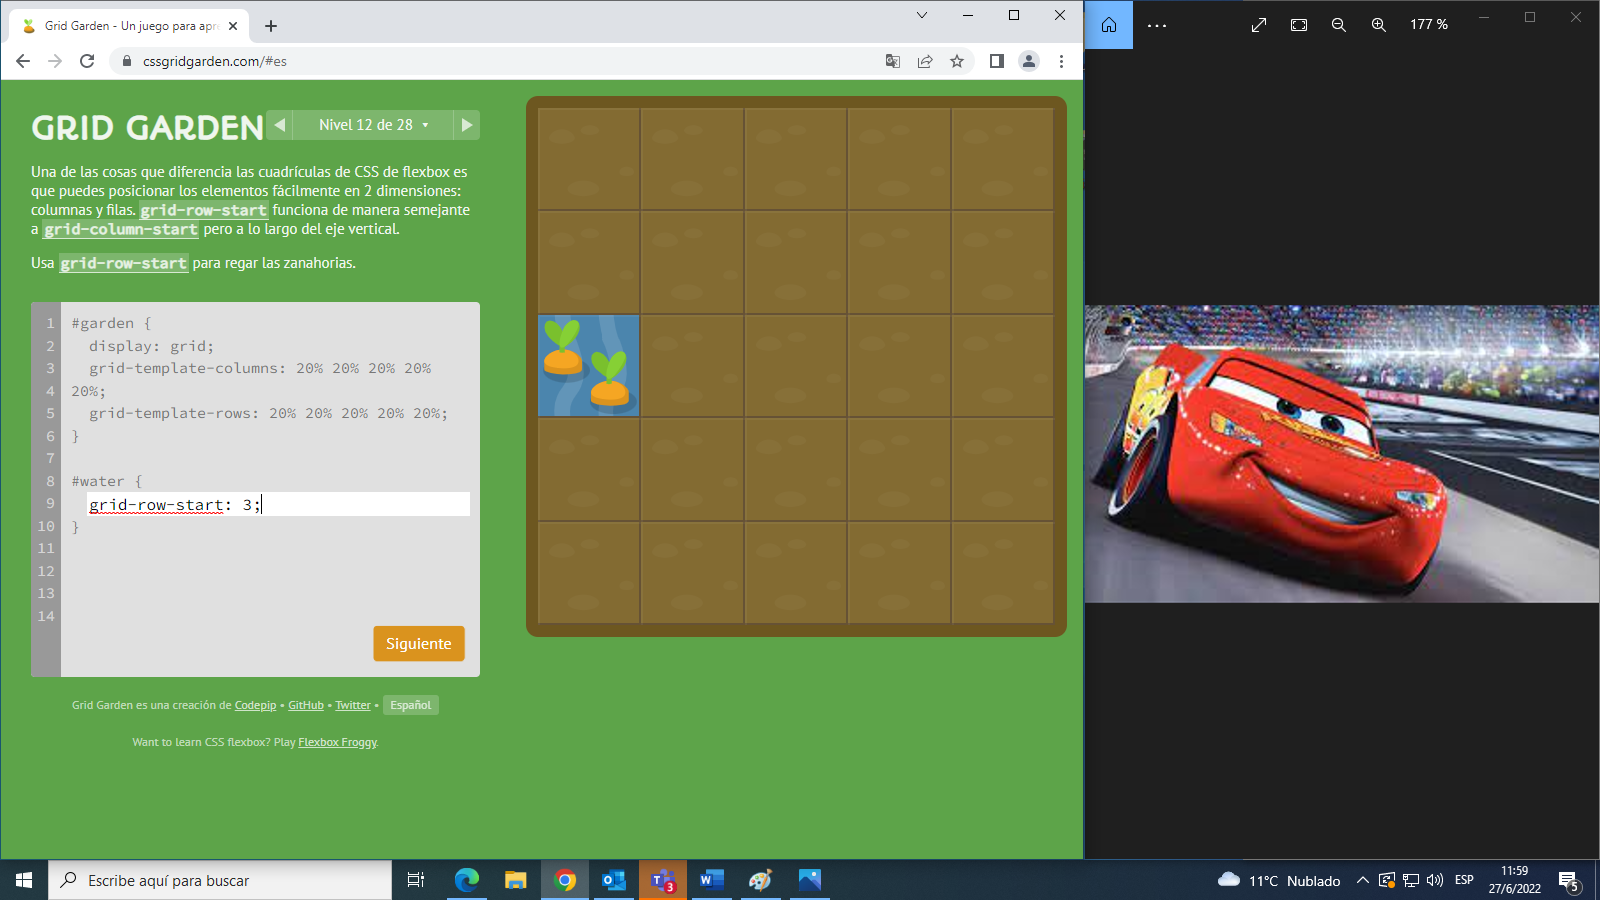 Grid Garden - Un juego para apre
cssgridgarden.com/#es
177 %
GRID GARDEN
Nivel 12 de 28
Una de las cosas que diferencia las cuadrículas de CSS de flexbox es
que puedes posicionar los elementos fácilmente en 2 dimensiones:
columnas y filas. grid-row-start funciona de manera semejante
a grid-column-start pero a lo largo del eje vertical.
Usa grid-row-start para regar las zanahorias.
1 #garden {
2 display: grid;
3 grid-template-columns: 20% 20% 20% 20%
4 20%;
5 grid-template-rows: 20% 20% 20% 20% 20%;
6 }
7
8 #water {
9 grid-row-start: 3;
10 }
11
12
13
14
Siguiente
Grid Garden es una creación de Codepip • GitHub • Twitter • Español
Want to learn CSS flexbox? Play Flexbox Froggy.
Escribe aquí para buscar
3
11°C Nublado
ESP
11:59
27/6/2022
5